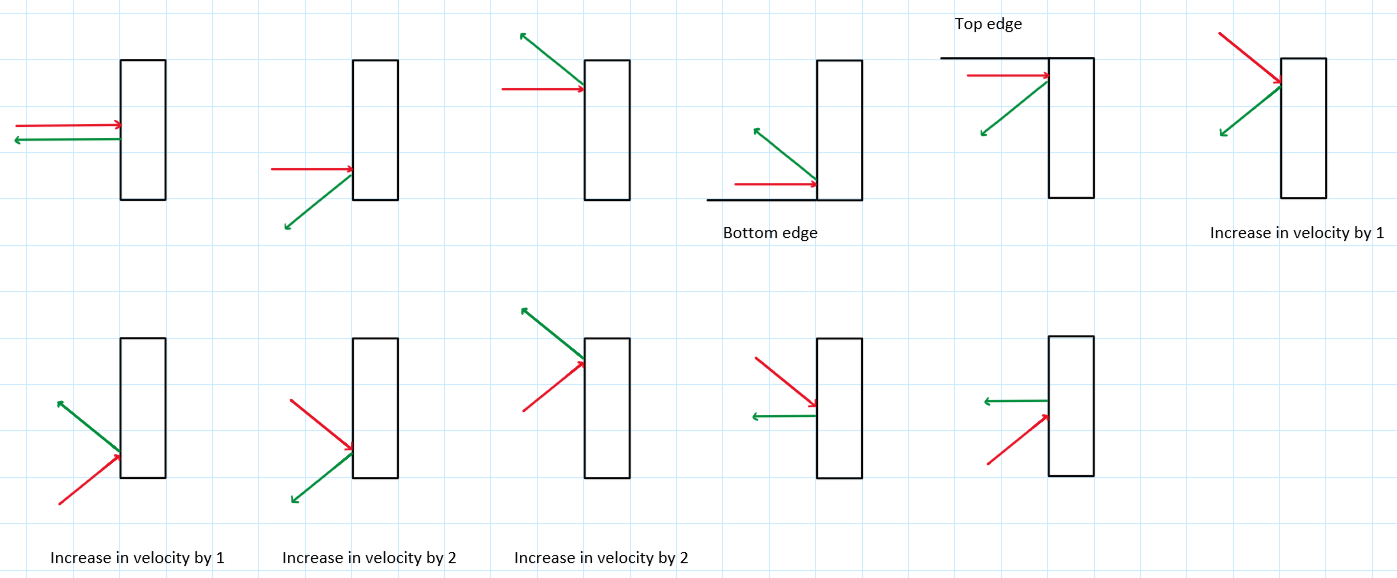 Top edge
Bottom edge
Increase in velocity by 1
Increase in velocity by 1
Increase in velocity by 2
Increase in velocity by 2